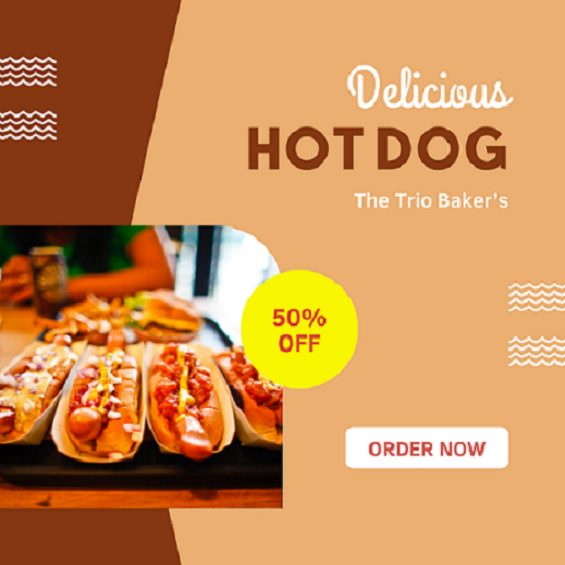 Delicious
HOT DOG
The Trio Baker's
50%
OFF
ORDER NOW